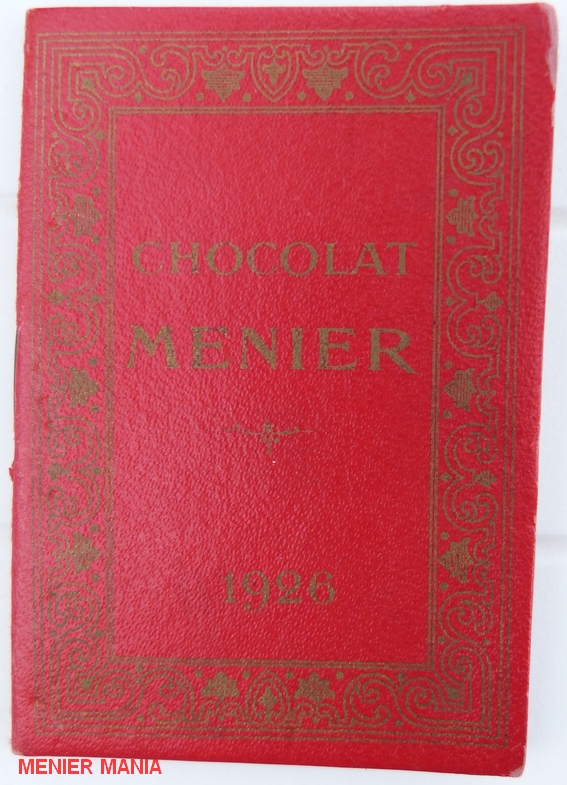 CHOCOLAT
MENIER
1926
MENIER MANIA